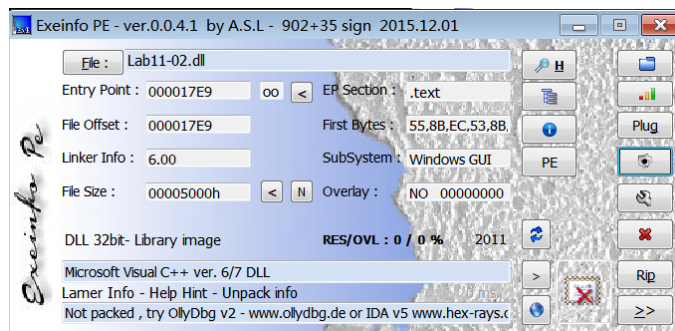 Exeinfo PE - ver.0.0.4.1 by A.S.L - 902+35 sign 2015.12.01
File : Lab11-02.dll
H
Entry Point : 000017E9 oo < EP Section : .text
File Offset : 000017E9 First Bytes : 55,8B,EC,53,8B
Plug
Linker Info : 6.00 SubSystem : Windows GUI
PE
File Size : 00005000h < N Overlay : NO 00000000
DLL 32bit- Library image RES/OVL : 0 / 0 % 2011
Microsoft Visual C++ ver. 6/7 DLL
>
Rip
Lamer Info - Help Hint - Unpack info
Not packed , try OllyDbg v2 - www.ollydbg.de or IDA v5 www.hex-rays.c
>>
Exeinfo Pe